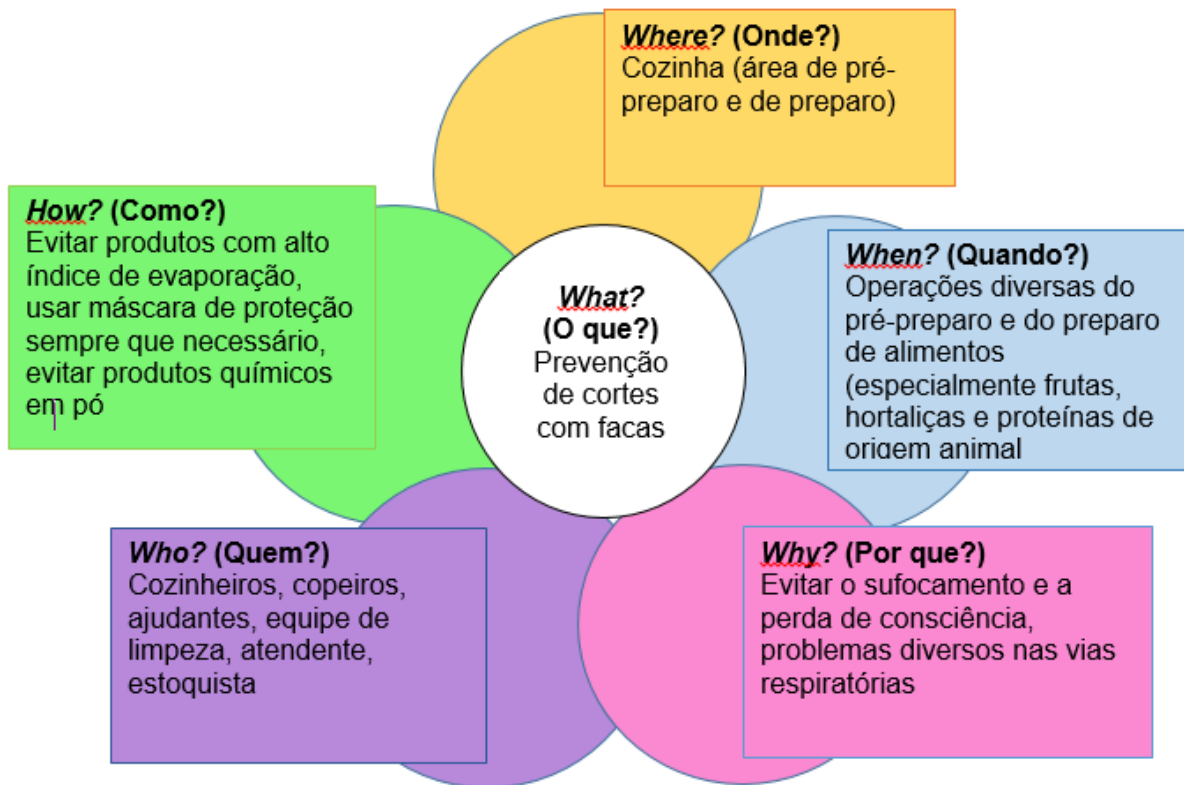 Where? (Onde?)
Cozinha (área de pré-
preparo e de preparo)
How? (Como?)
Evitar produtos com alto
índice de evaporação,
usar máscara de proteção
sempre que necessário,
evitar produtos químicos
em pó
What?
(O que?)
Prevenção
de cortes
com facas
When? (Quando?)
Operações diversas do
pré-preparo e do preparo
de alimentos
(especialmente frutas,
hortaliças e proteínas de
origem animal
Who? (Quem?)
Cozinheiros, copeiros,
ajudantes, equipe de
limpeza, atendente,
estoquista
Why? (Por que?)
Evitar o sufocamento e a
perda de consciência,
problemas diversos nas vias
respiratórias